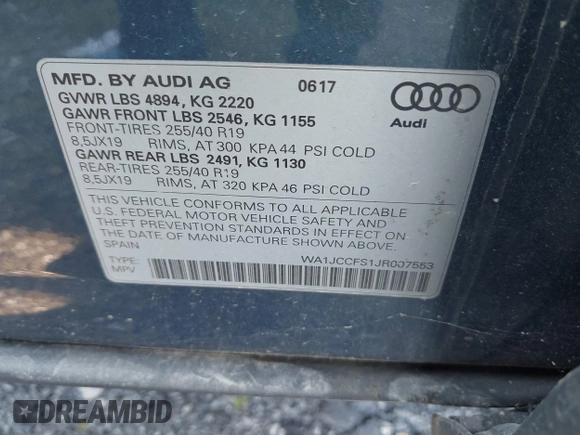 MFD. BY AUDI AG 0617
GVWR LBS 4894, KG 2220
GAWR FRONT LBS 2546, KG 1155
FRONT-TIRES 255/40 R19
8,5JX19 RIMS, AT 300 KPA 44 PSI COLD
GAWR REAR LBS 2491, KG 1130
REAR-TIRES 255/40 R19
8,5JX19 RIMS, AT 320 KPA 46 PSI COLD
THIS VEHICLE CONFORMS TO ALL APPLICABLE
U.S. FEDERAL MOTOR VEHICLE SAFETY AND
THEFT PREVENTION STANDARDS IN EFFECT ON
THE DATE OF MANUFACTURE SHOWN ABOVE.
SPAIN
TYPE: WA1JCCFS1JR007553
MPV
Audi
DREAMBID